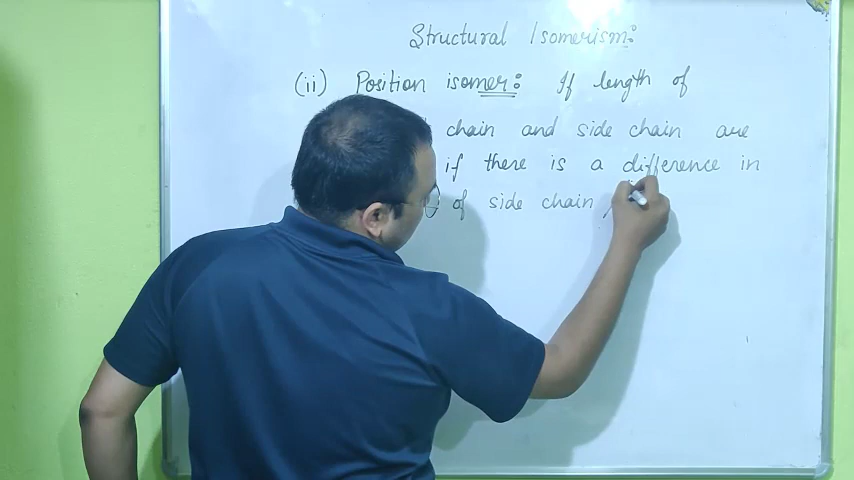 Structural Isomerism:
(ii) Position isomer: If length of
chain and side chain are
if there is a difference in
of side chain